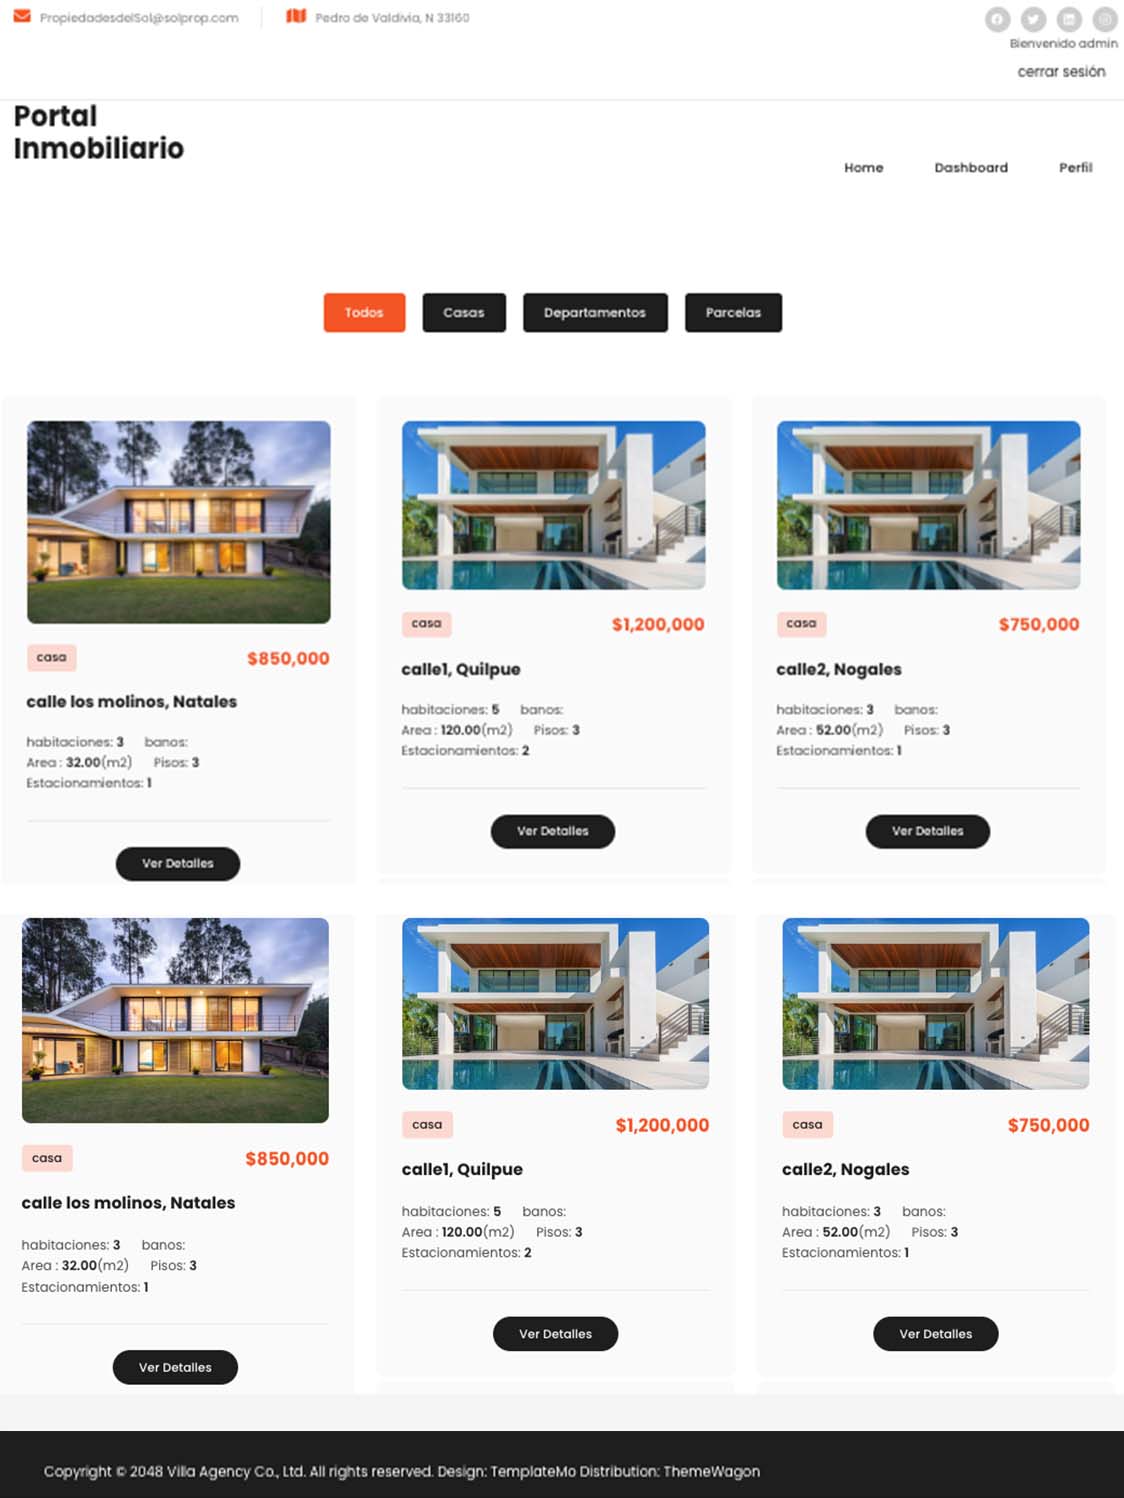 PropiedadesdelSol@solprop.com
Pedro de Valdivia, N 33160
Bienvenido admin
cerrar sesión
Portal
Inmobiliario
Home
Dashboard
Perfil
Todos
Casas
Departamentos
Parcelas
casa
$850,000
calle los molinos, Natales
habitaciones: 3 banos:
Area : 32.00(m2) Pisos: 3
Estacionamientos: 1
Ver Detalles
casa
$1,200,000
calle1, Quilpue
habitaciones: 5 banos:
Area : 120.00(m2) Pisos: 3
Estacionamientos: 2
Ver Detalles
casa
$750,000
calle2, Nogales
habitaciones: 3 banos:
Area : 52.00(m2) Pisos: 3
Estacionamientos: 1
Ver Detalles
casa
$850,000
calle los molinos, Natales
habitaciones: 3 banos:
Area : 32.00(m2) Pisos: 3
Estacionamientos: 1
Ver Detalles
casa
$1,200,000
calle1, Quilpue
habitaciones: 5 banos:
Area : 120.00(m2) Pisos: 3
Estacionamientos: 2
Ver Detalles
casa
$750,000
calle2, Nogales
habitaciones: 3 banos:
Area : 52.00(m2) Pisos: 3
Estacionamientos: 1
Ver Detalles
Copyright © 2048 Villa Agency Co., Ltd. All rights reserved. Design: TemplateMo Distribution: ThemeWagon